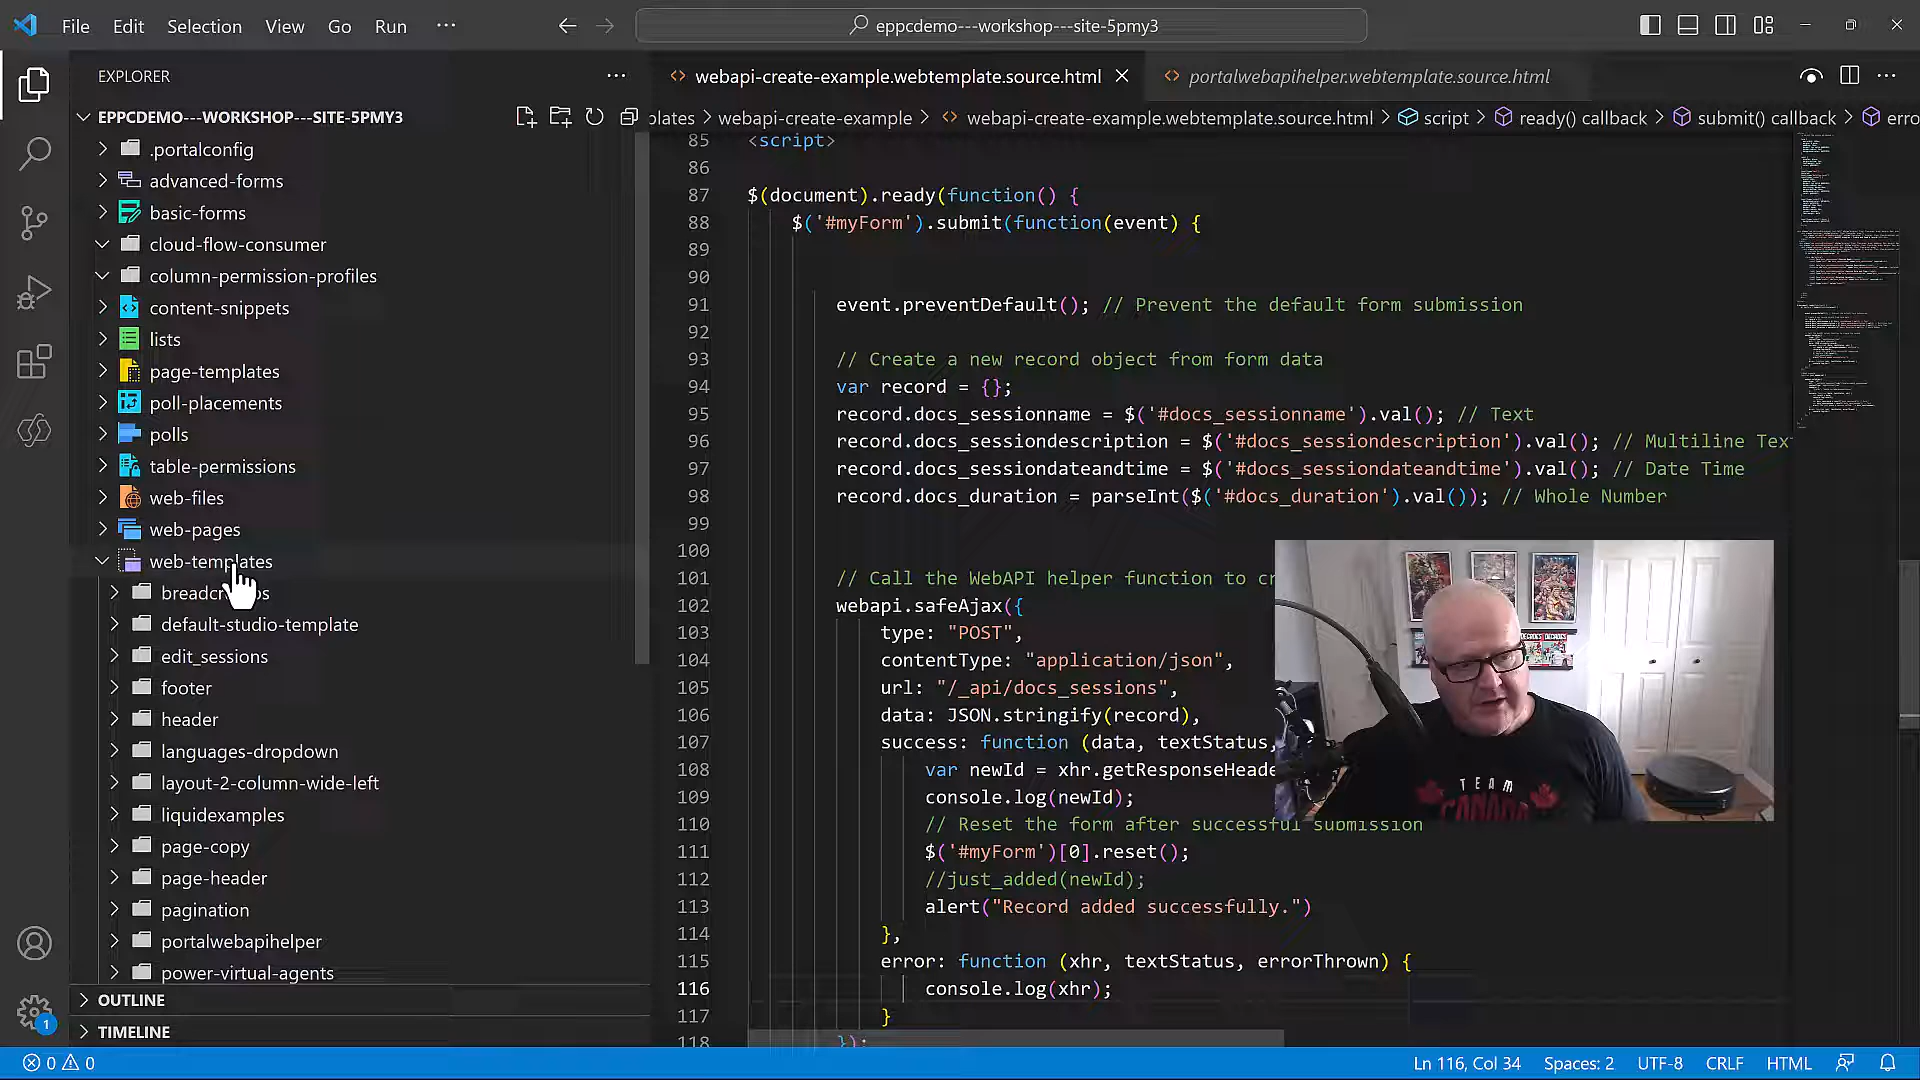 File Edit Selection View Go Run ···
eppcdemo---workshop---site-5pmy3
EXPLORER
EPPCDEMO---WORKSHOP---SITE-5PMY3
.portalconfig
advanced-forms
basic-forms
cloud-flow-consumer
column-permission-profiles
content-snippets
lists
page-templates
poll-placements
polls
table-permissions
web-files
web-pages
web-templates
default-studio-template
edit_sessions
footer
header
languages-dropdown
layout-2-column-wide-left
liquidexamples
page-copy
page-header
pagination
portalwebapihelper
power-virtual-agents
OUTLINE
TIMELINE
webapi-create-example.webtemplate.source.html
portalwebapihelper.webtemplate.source.html
plates > webapi-create-example > webapi-create-example.webtemplate.source.html > script > ready() callback > submit() callback > erro
85 <script>
86
87 $(document).ready(function() {
88 $('#myForm').submit(function(event) {
89
90
91 event.preventDefault(); // Prevent the default form submission
92
93 // Create a new record object from form data
94 var record = {};
95 record.docs_sessionname = $('#docs_sessionname').val(); // Text
96 record.docs_sessiondescription = $('#docs_sessiondescription').val(); // Multiline Tex
97 record.docs_sessiondateandtime = $('#docs_sessiondateandtime').val(); // Date Time
98 record.docs_duration = parseInt($('#docs_duration').val()); // Whole Number
99
100
101 // Call the WebAPI helper function to cr
102 webapi.safeAjax({
103 type: "POST",
104 contentType: "application/json",
105 url: "/_api/docs_sessions",
106 data: JSON.stringify(record),
107 success: function (data, textStatus,
108 var newId = xhr.getResponseHeade
109 console.log(newId);
110 // Reset the form after successful submission
111 $('#myForm')[0].reset();
112 //just_added(newId);
113 alert("Record added successfully.")
114 },
115 error: function (xhr, textStatus, errorThrown) {
116 console.log(xhr);
117 }
118 });
TEAM
CANADA
1
0 0
Ln 116, Col 34 Spaces: 2 UTF-8 CRLF HTML